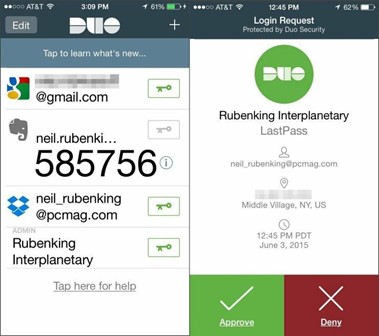 AT&T 3:09 PM 61%
Edit DUO +
Tap to learn what's new...
@gmail.com
neil.rubenki...
585756
neil_rubenking
@pcmag.com
ADMIN
Rubenking
Interplanetary
Tap here for help
AT&T 12:45 PM 62%
Login Request
Protected by Duo Security
DUO
Rubenking Interplanetary
LastPass
neil_rubenking@pcmag.com
Middle Village, NY, US
12:45 PM PDT
June 3, 2015
Approve Deny